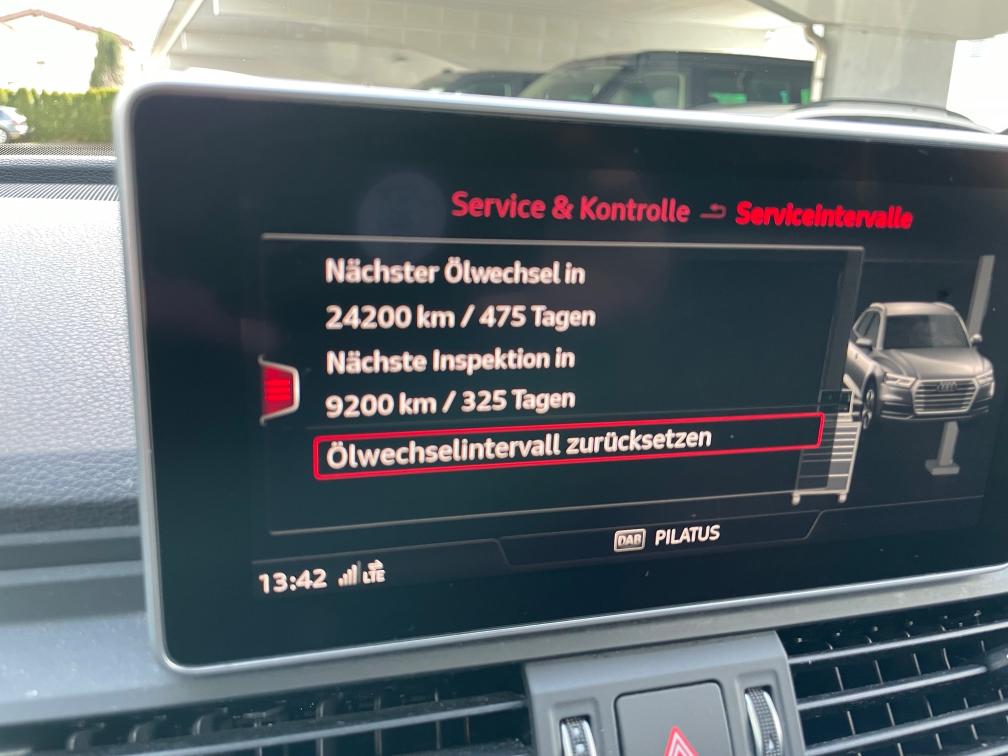 Service & Kontrolle Serviceintervalle
Nächster Ölwechsel in
24200 km / 475 Tagen
Nächste Inspektion in
9200 km / 325 Tagen
Ölwechselintervall zurücksetzen
DAB PILATUS
13:42 LTE